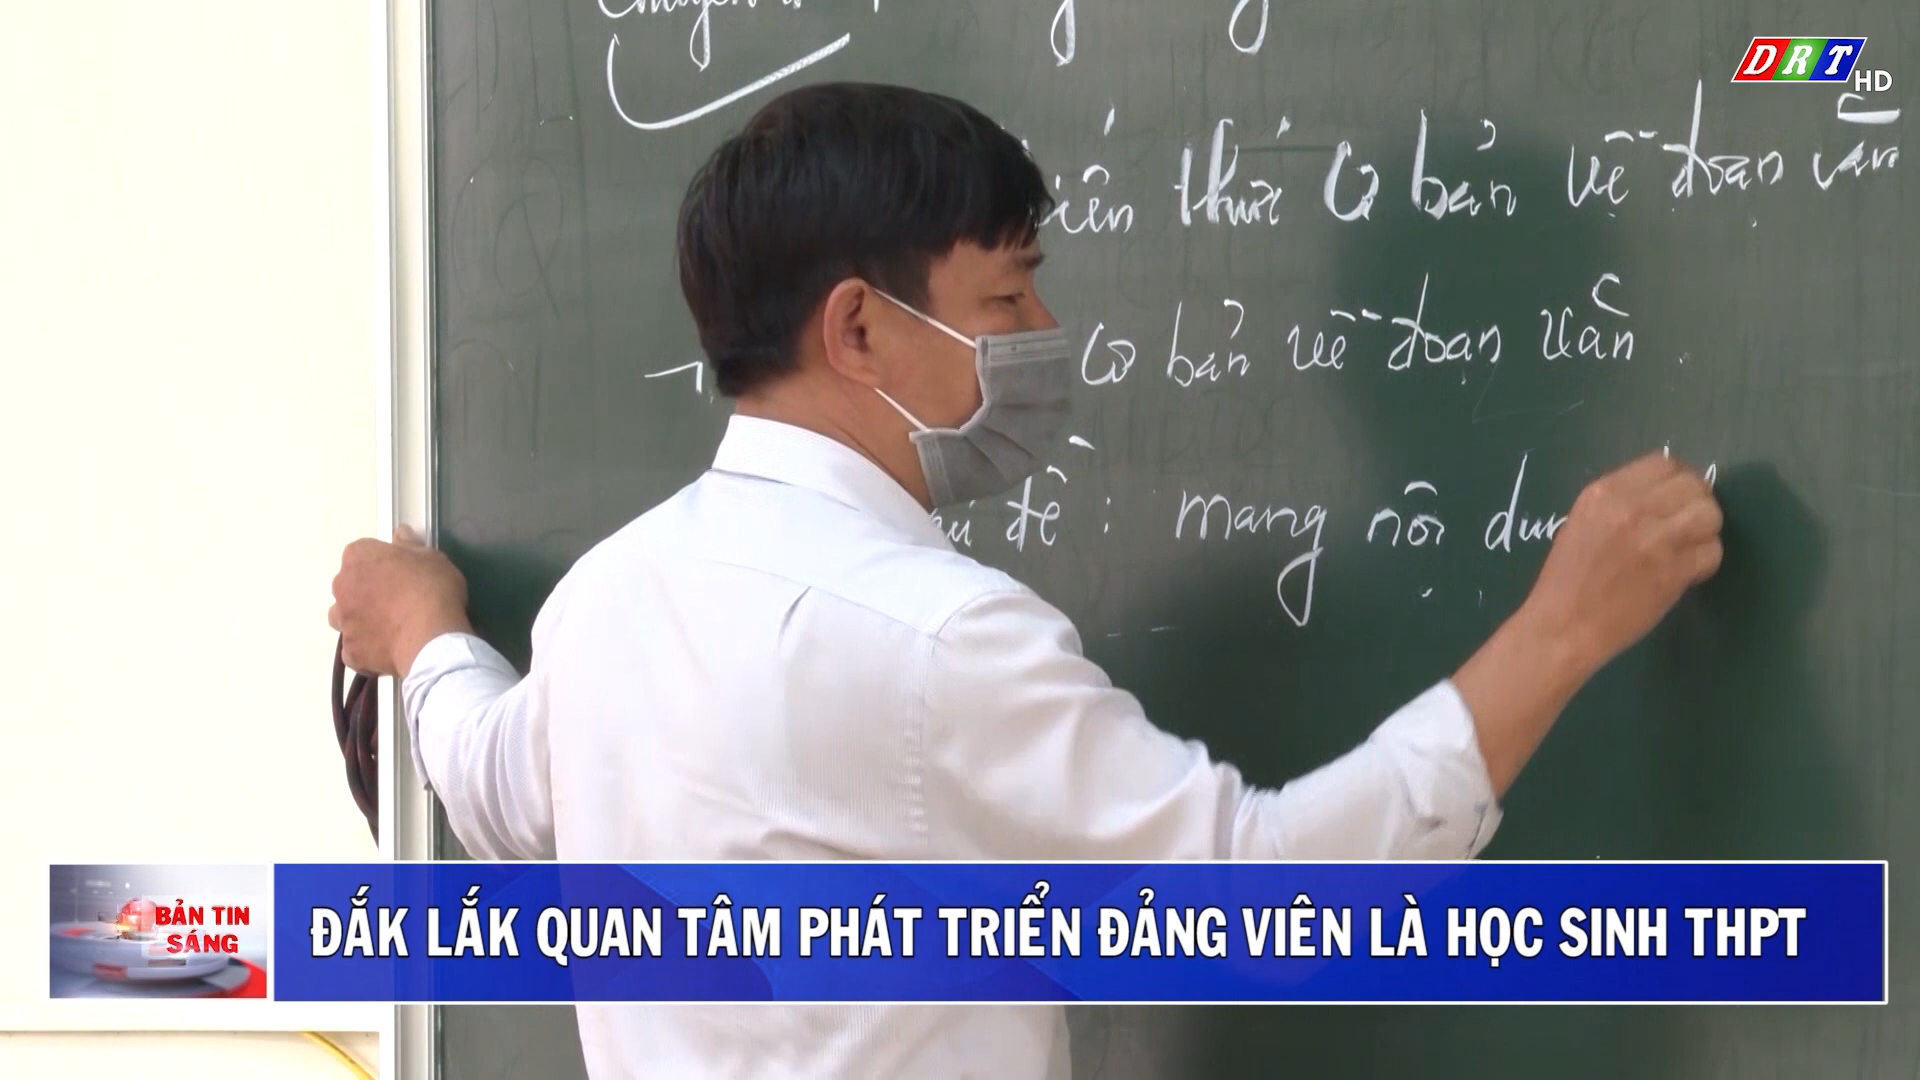 DRT HD
thức cơ bản về đoạn văn
cơ bản về đoạn văn.
đề: mang nội dun
BẢN TIN
SÁNG
ĐẮK LẮK QUAN TÂM PHÁT TRIỂN ĐẢNG VIÊN LÀ HỌC SINH THPT